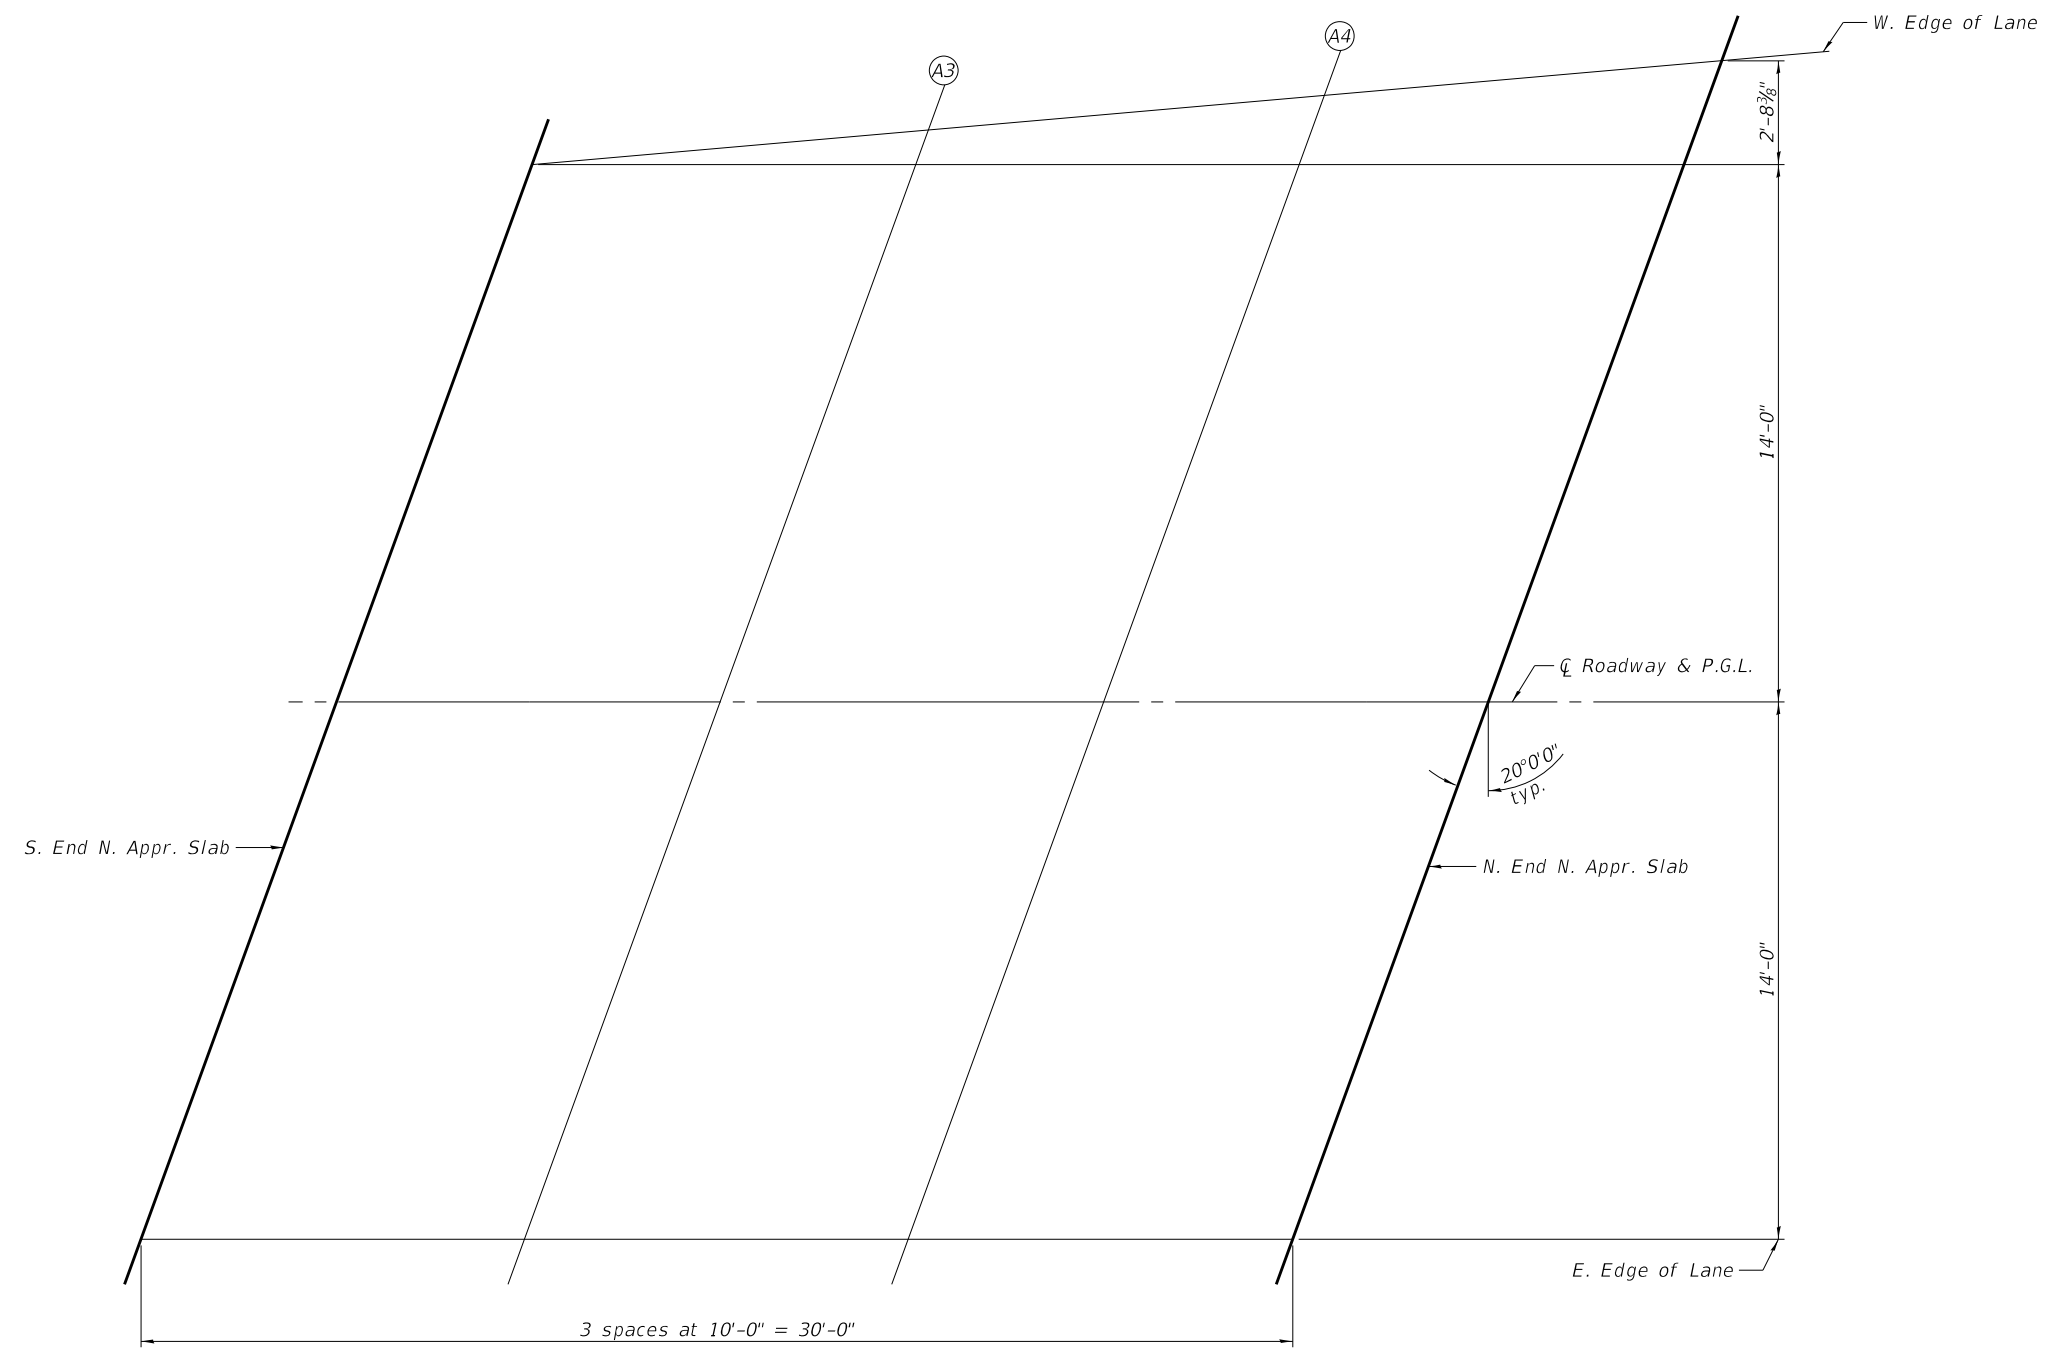 W. Edge of Lane
A4
A3
2'-8⅜"
14'-0"
℄ Roadway & P.G.L.
20°0'0"
typ.
S. End N. Appr. Slab
N. End N. Appr. Slab
14'-0"
E. Edge of Lane
3 spaces at 10'-0" = 30'-0"